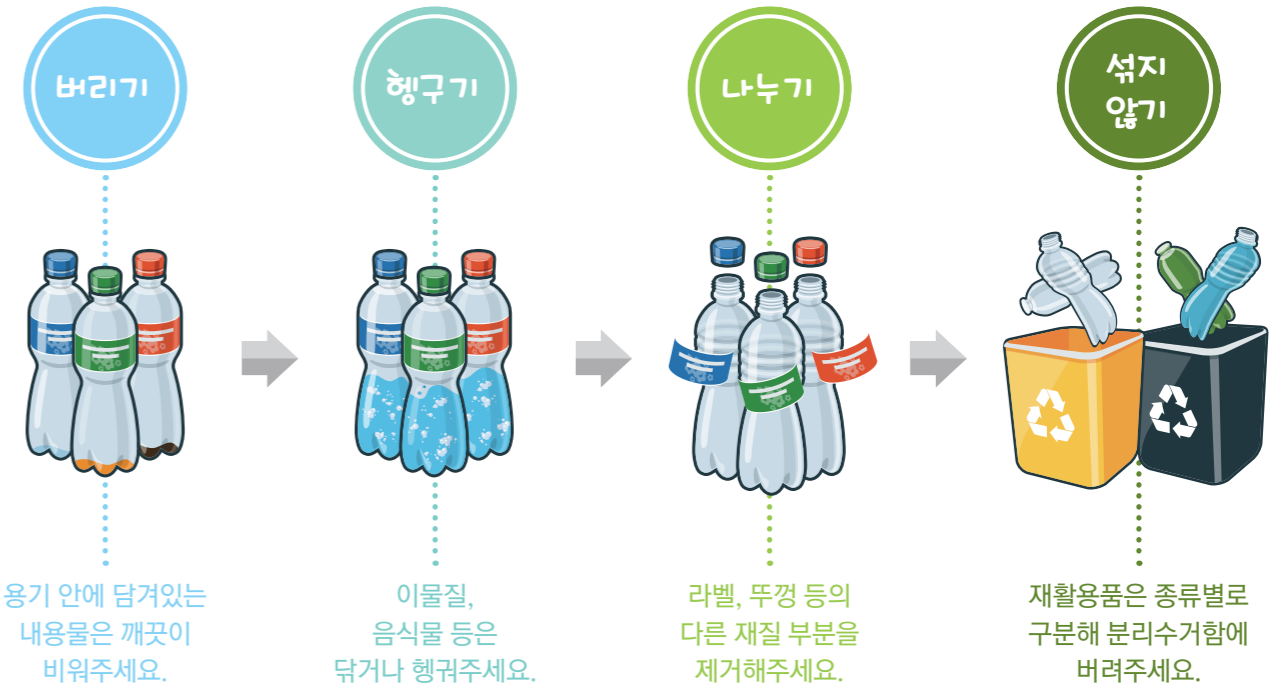 버리기
헹구기
나누기
섞지
않기
용기 안에 담겨있는
내용물은 깨끗이
비워주세요.
이물질,
음식물 등은
닦거나 헹궈주세요.
라벨, 뚜껑 등의
다른 재질 부분을
제거해주세요.
재활용품은 종류별로
구분해 분리수거함에
버려주세요.